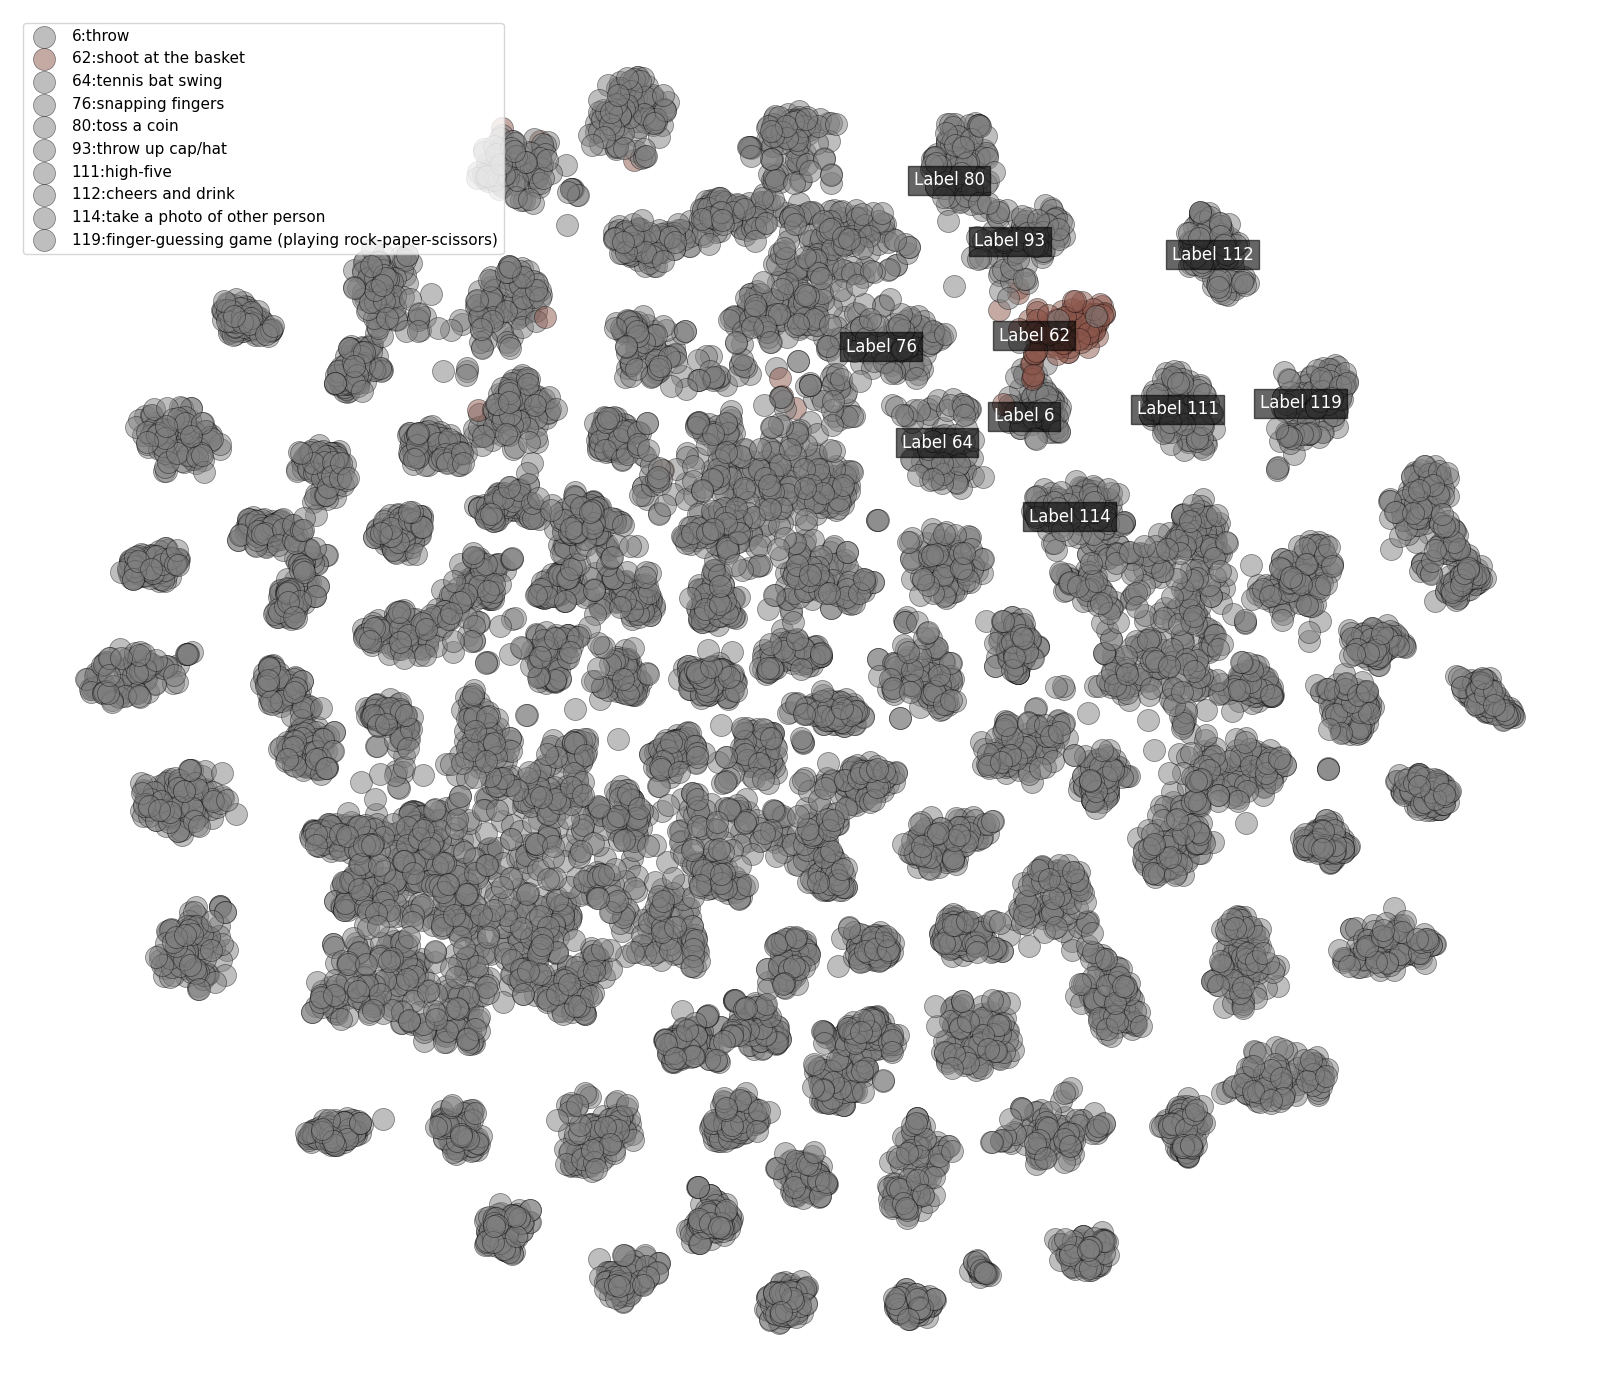 6:throw
62:shoot at the basket
64:tennis bat swing
76:snapping fingers
80:toss a coin
93:throw up cap/hat
111:high-five
112:cheers and drink
114:take a photo of other person
119:finger-guessing game (playing rock-paper-scissors)
Label 80
Label 93
Label 112
Label 62
Label 76
Label 119
Label 111
Label 6
Label 64
Label 114